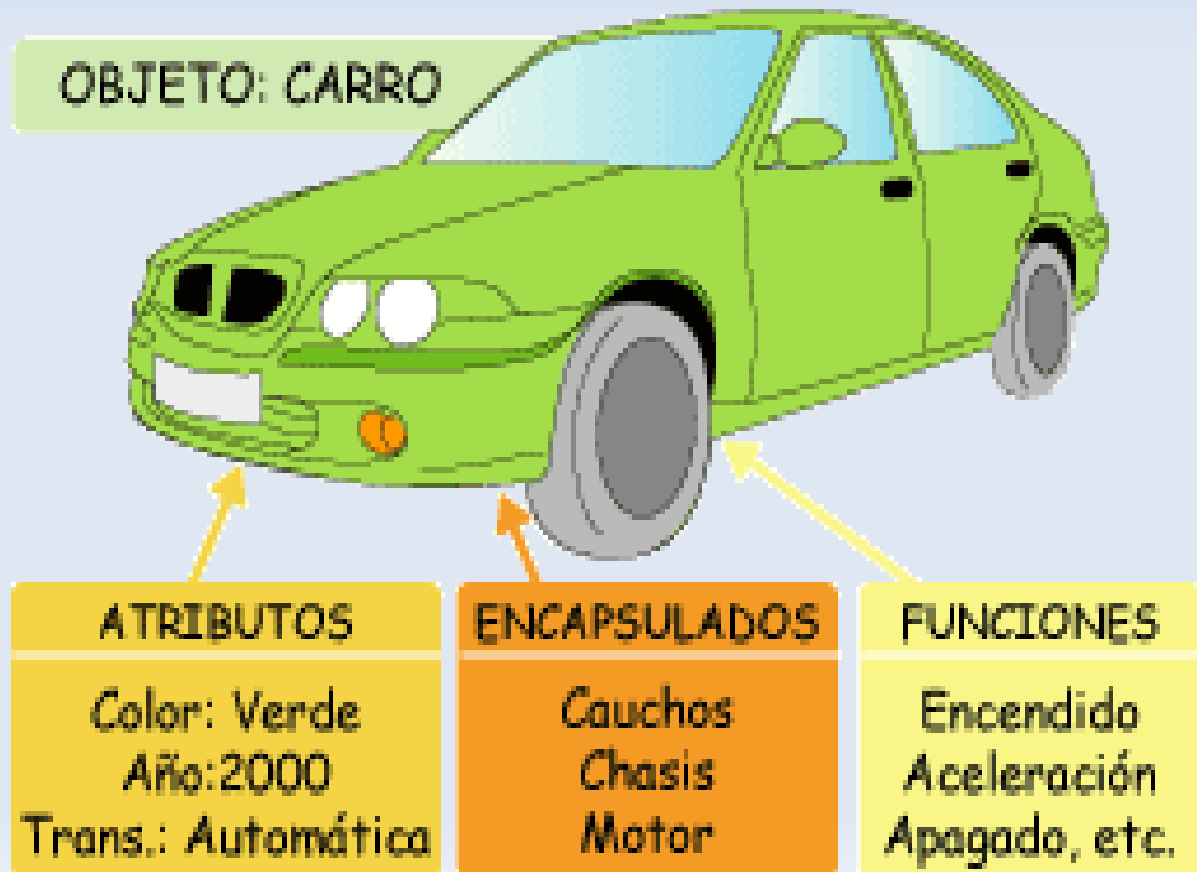 OBJETO: CARRO
ATRIBUTOS
Color: Verde
Año:2000
Trans.: Automática
ENCAPSULADOS
Cauchos
Chasis
Motor
FUNCIONES
Encendido
Aceleración
Apagado, etc.